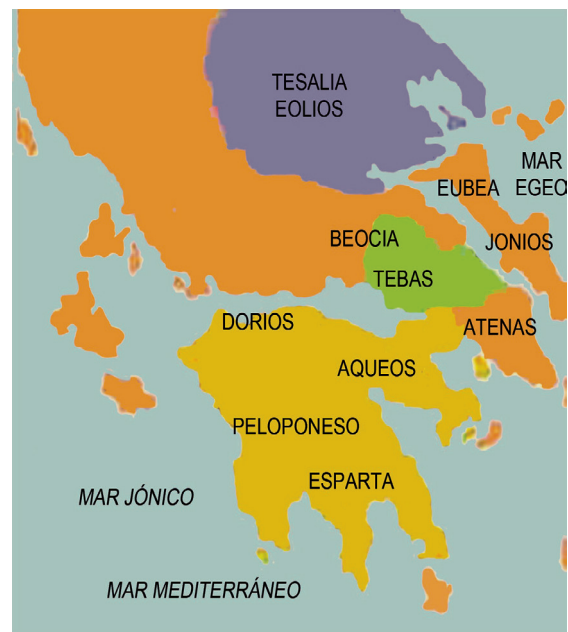 TESALIA
EOLIOS
MAR
EGEO
EUBEA
BEOCIA
JONIOS
TEBAS
DORIOS
ATENAS
AQUEOS
PELOPONESO
ESPARTA
MAR JÓNICO
MAR MEDITERRÁNEO